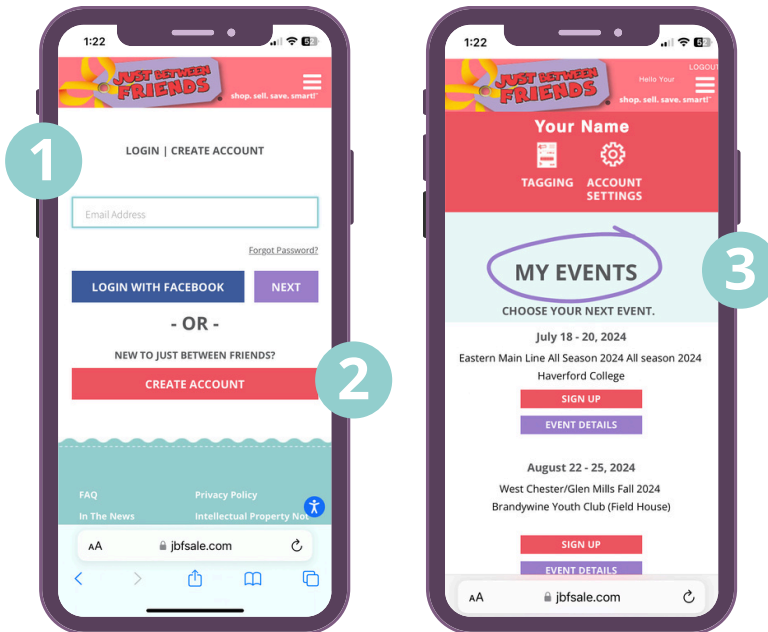 1:22
JUST BETWEEN
FRIENDS
shop. sell. save. smart!™
1
LOGIN | CREATE ACCOUNT
Email Address
Forgot Password?
LOGIN WITH FACEBOOK
NEXT
- OR -
NEW TO JUST BETWEEN FRIENDS?
CREATE ACCOUNT
2
FAQ
Privacy Policy
In The News
Intellectual Property Not
AA
jbfsale.com
1:22
LOGOUT
Hello Your
JUST BETWEEN
FRIENDS
shop. sell. save. smart!™
Your Name
TAGGING
ACCOUNT
SETTINGS
MY EVENTS
3
CHOOSE YOUR NEXT EVENT.
July 18 - 20, 2024
Eastern Main Line All Season 2024 All season 2024
Haverford College
SIGN UP
EVENT DETAILS
August 22 - 25, 2024
West Chester/Glen Mills Fall 2024
Brandywine Youth Club (Field House)
SIGN UP
EVENT DETAILS
AA
jbfsale.com